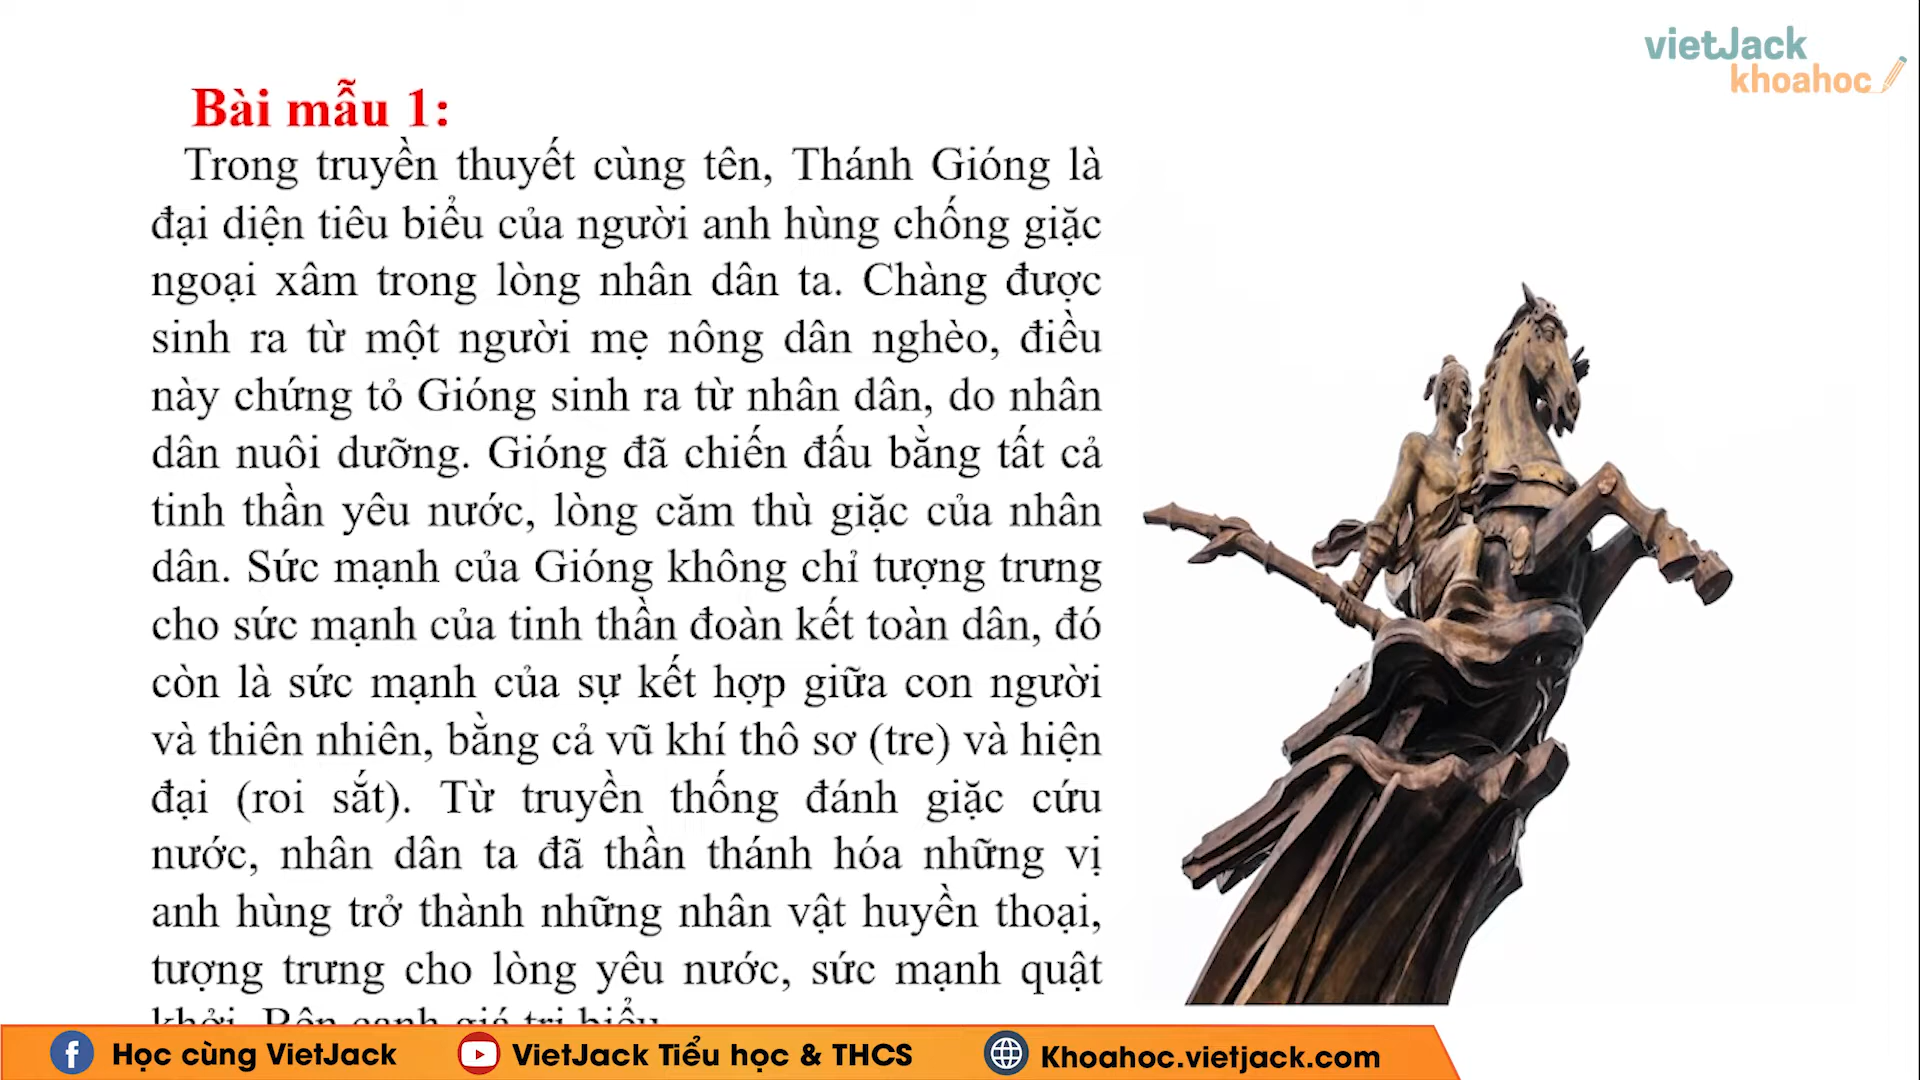 vietJack
khoahoc
Bài mẫu 1:
Trong truyền thuyết cùng tên, Thánh Gióng là
đại diện tiêu biểu của người anh hùng chống giặc
ngoại xâm trong lòng nhân dân ta. Chàng được
sinh ra từ một người mẹ nông dân nghèo, điều
này chứng tỏ Gióng sinh ra từ nhân dân, do nhân
dân nuôi dưỡng. Gióng đã chiến đấu bằng tất cả
tinh thần yêu nước, lòng căm thù giặc của nhân
dân. Sức mạnh của Gióng không chỉ tượng trưng
cho sức mạnh của tinh thần đoàn kết toàn dân, đó
còn là sức mạnh của sự kết hợp giữa con người
và thiên nhiên, bằng cả vũ khí thô sơ (tre) và hiện
đại (roi sắt). Từ truyền thống đánh giặc cứu
nước, nhân dân ta đã thần thánh hóa những vị
anh hùng trở thành những nhân vật huyền thoại,
tượng trưng cho lòng yêu nước, sức mạnh quật
khởi. Bên cạnh giá trị biểu
Học cùng VietJack
VietJack Tiểu học & THCS
Khoahoc.vietjack.com